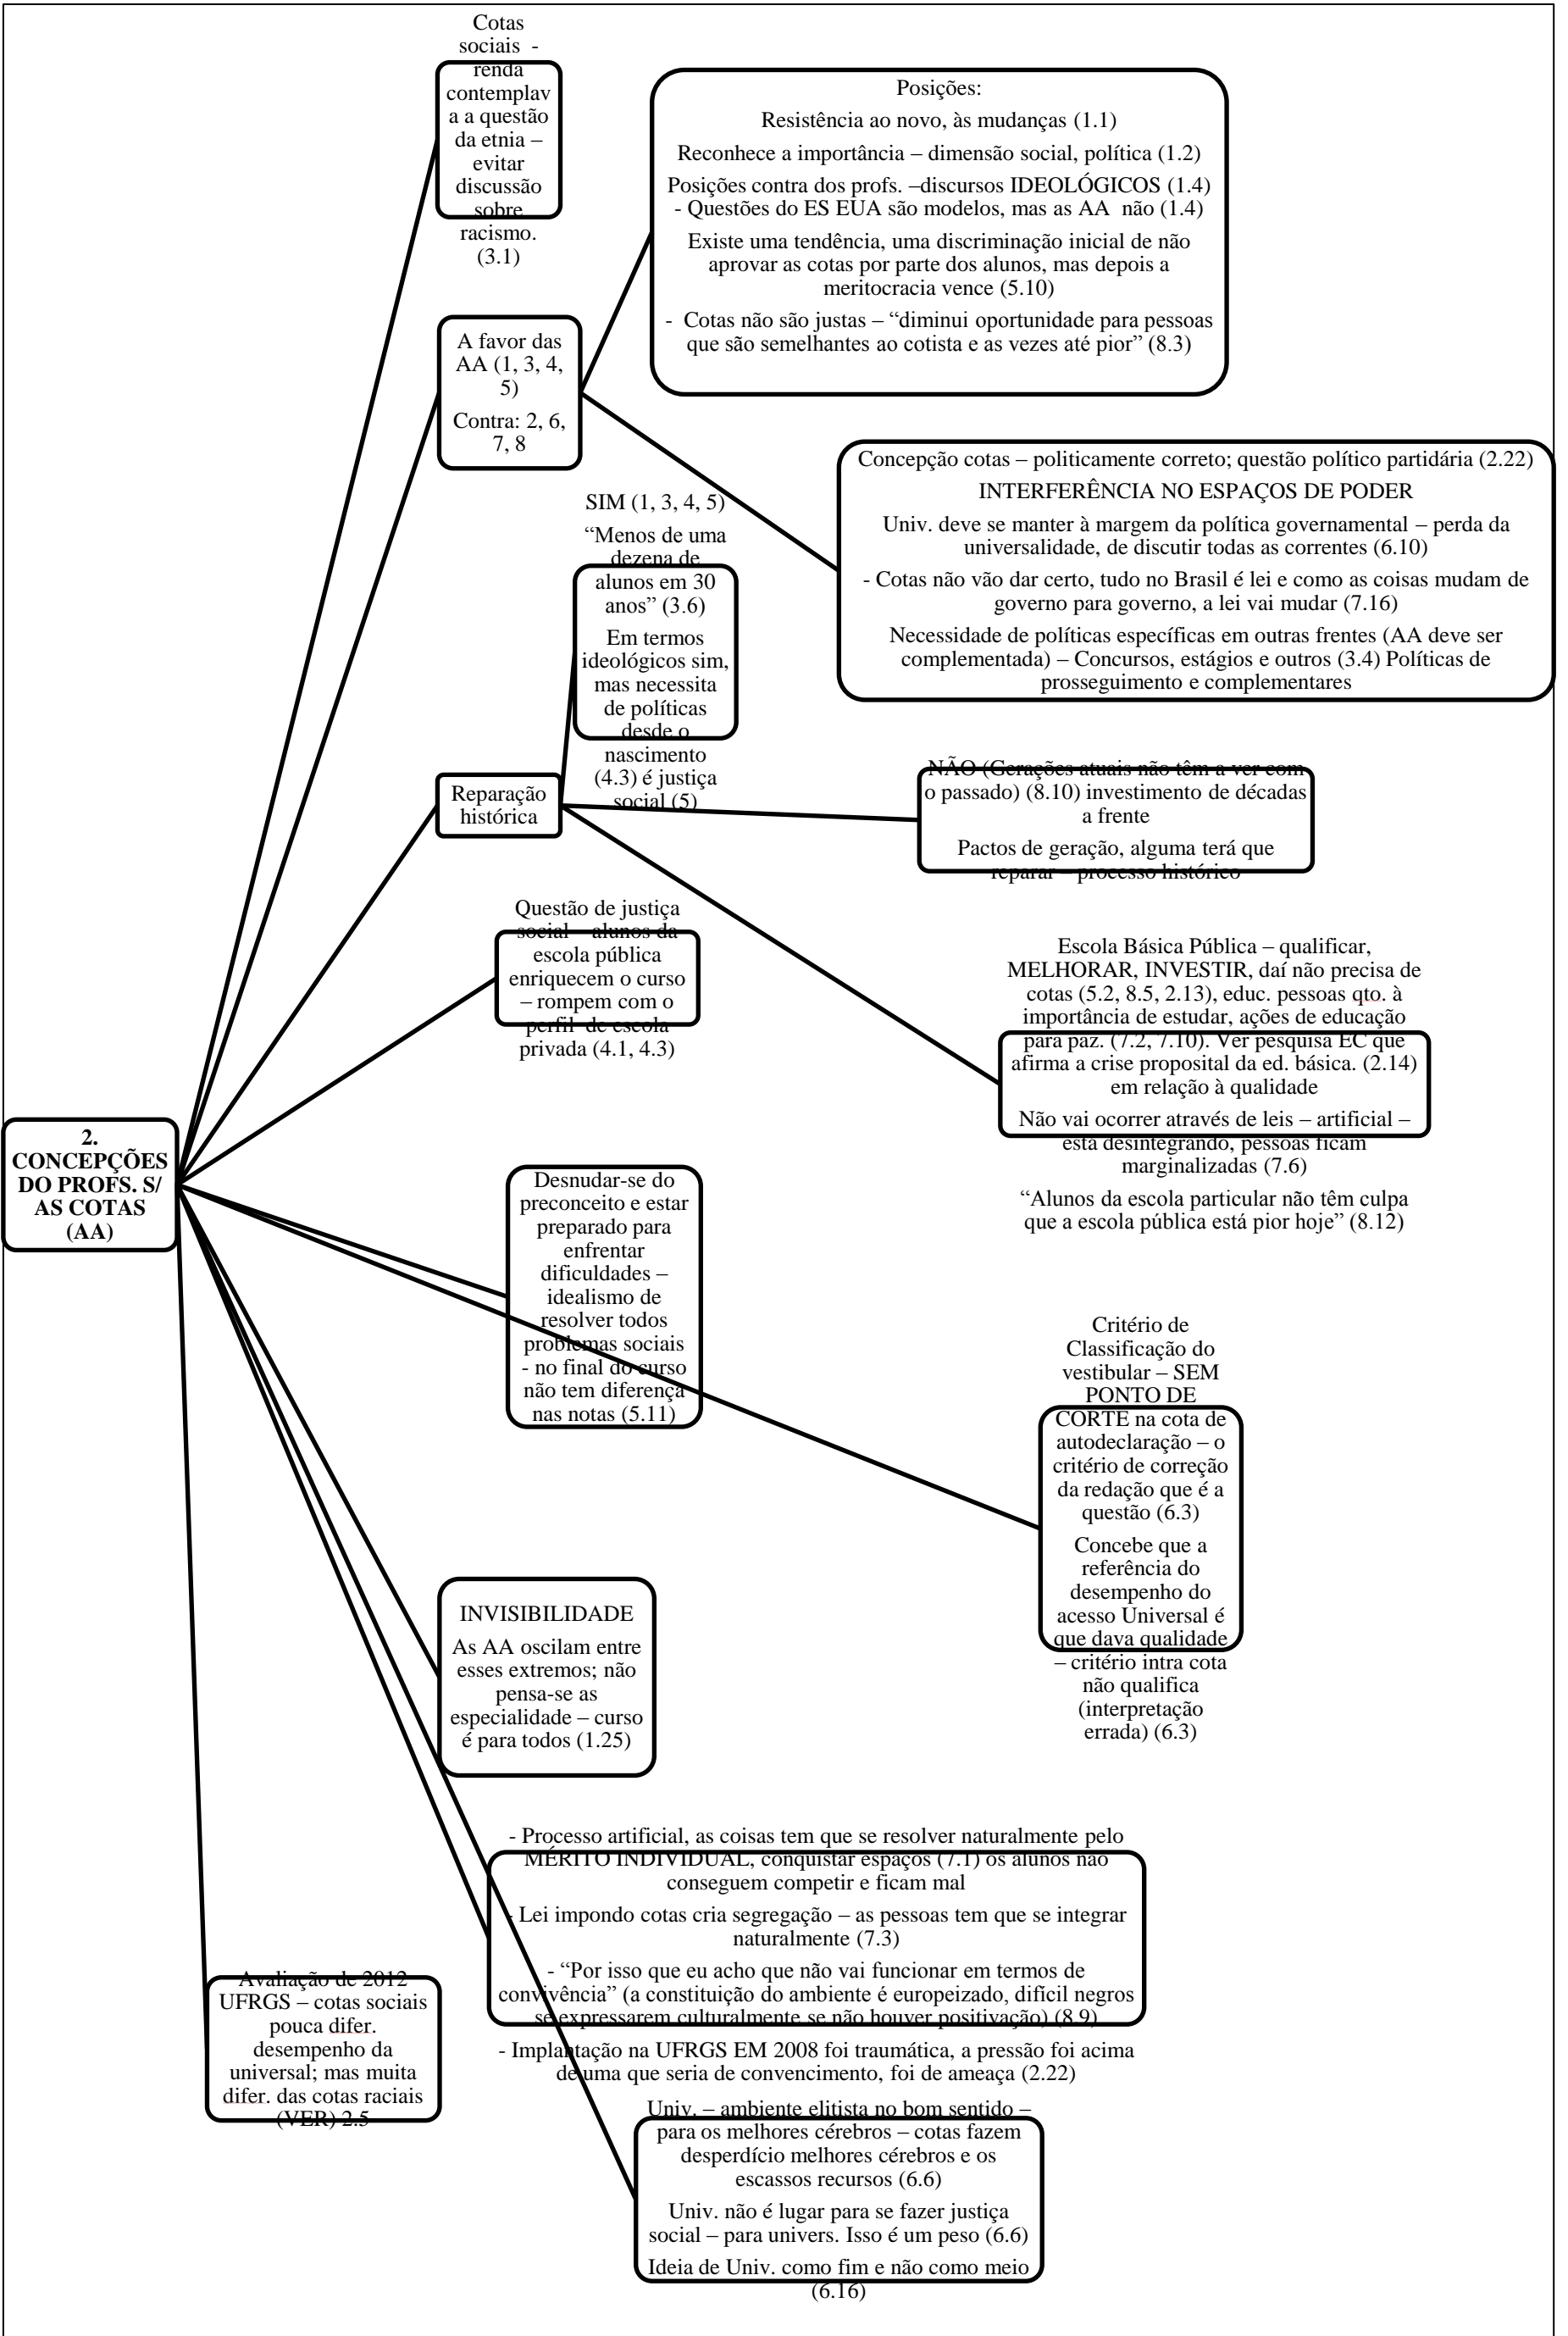 Cotas
sociais -
renda
contemplav
a a questão
da etnia –
evitar
discussão
sobre
racismo.
(3.1)
Posições:
Resistência ao novo, às mudanças (1.1)
Reconhece a importância – dimensão social, política (1.2)
Posições contra dos profs. –discursos IDEOLÓGICOS (1.4)
- Questões do ES EUA são modelos, mas as AA não (1.4)
Existe uma tendência, uma discriminação inicial de não
aprovar as cotas por parte dos alunos, mas depois a
meritocracia vence (5.10)
- Cotas não são justas – “diminui oportunidade para pessoas
que são semelhantes ao cotista e as vezes até pior” (8.3)
A favor das
AA (1, 3, 4,
5)
Contra: 2, 6,
7, 8
Concepção cotas – politicamente correto; questão político partidária (2.22)
INTERFERÊNCIA NO ESPAÇOS DE PODER
Univ. deve se manter à margem da política governamental – perda da
universalidade, de discutir todas as correntes (6.10)
- Cotas não vão dar certo, tudo no Brasil é lei e como as coisas mudam de
governo para governo, a lei vai mudar (7.16)
Necessidade de políticas específicas em outras frentes (AA deve ser
complementada) – Concursos, estágios e outros (3.4) Políticas de
prosseguimento e complementares
SIM (1, 3, 4, 5)
“Menos de uma
dezena de
alunos em 30
anos” (3.6)
Em termos
ideológicos sim,
mas necessita
de políticas
desde o
nascimento
(4.3) é justiça
social (5)
Reparação
histórica
NÃO (Gerações atuais não têm a ver com
o passado) (8.10) investimento de décadas
a frente
Pactos de geração, alguma terá que
reparar – processo histórico
Questão de justiça
social – alunos da
escola pública
enriquecem o curso
– rompem com o
perfil de escola
privada (4.1, 4.3)
Escola Básica Pública – qualificar,
MELHORAR, INVESTIR, daí não precisa de
cotas (5.2, 8.5, 2.13), educ. pessoas qto. à
importância de estudar, ações de educação
para paz. (7.2, 7.10). Ver pesquisa EC que
afirma a crise proposital da ed. básica. (2.14)
em relação à qualidade
Não vai ocorrer através de leis – artificial –
está desintegrando, pessoas ficam
marginalizadas (7.6)
“Alunos da escola particular não têm culpa
que a escola pública está pior hoje” (8.12)
2.
CONCEPÇÕES
DO PROFS. S/
AS COTAS
(AA)
Desnudar-se do
preconceito e estar
preparado para
enfrentar
dificuldades –
idealismo de
resolver todos
problemas sociais
- no final do curso
não tem diferença
nas notas (5.11)
Critério de
Classificação do
vestibular – SEM
PONTO DE
CORTE na cota de
autodeclaração – o
critério de correção
da redação que é a
questão (6.3)
Concebe que a
referência do
desempenho do
acesso Universal é
que dava qualidade
– critério intra cota
não qualifica
(interpretação
errada) (6.3)
INVISIBILIDADE
As AA oscilam entre
esses extremos; não
pensa-se as
especialidade – curso
é para todos (1.25)
- Processo artificial, as coisas tem que se resolver naturalmente pelo
MÉRITO INDIVIDUAL, conquistar espaços (7.1) os alunos não
conseguem competir e ficam mal
- Lei impondo cotas cria segregação – as pessoas tem que se integrar
naturalmente (7.3)
- “Por isso que eu acho que não vai funcionar em termos de
convivência” (a constituição do ambiente é europeizado, difícil negros
se expressarem culturalmente se não houver positivação) (8.9)
- Implantação na UFRGS EM 2008 foi traumática, a pressão foi acima
de uma que seria de convencimento, foi de ameaça (2.22)
Avaliação de 2012
UFRGS – cotas sociais
pouca difer.
desempenho da
universal; mas muita
difer. das cotas raciais
(VER) 2.5
Univ. – ambiente elitista no bom sentido –
para os melhores cérebros – cotas fazem
desperdício melhores cérebros e os
escassos recursos (6.6)
Univ. não é lugar para se fazer justiça
social – para univers. Isso é um peso (6.6)
Ideia de Univ. como fim e não como meio
(6.16)